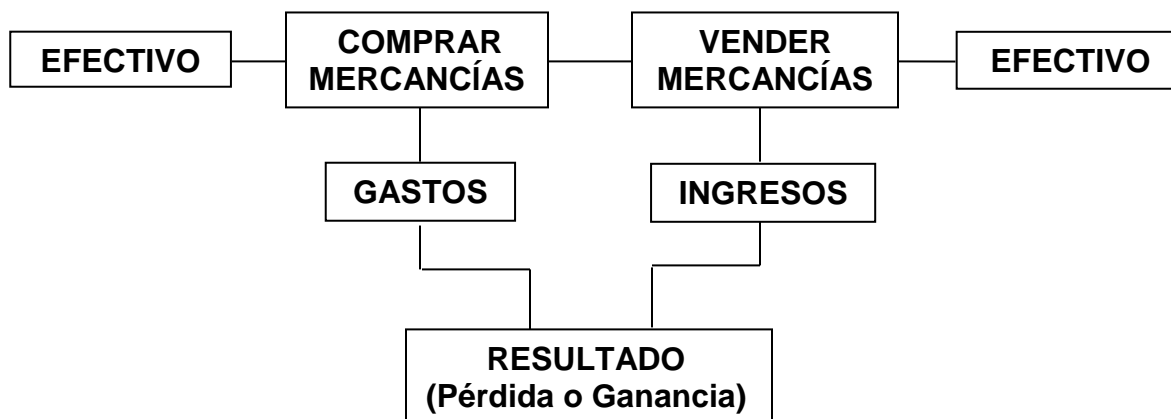 EFECTIVO
COMPRAR
MERCANCÍAS
VENDER
MERCANCÍAS
EFECTIVO
GASTOS
INGRESOS
RESULTADO
(Pérdida o Ganancia)